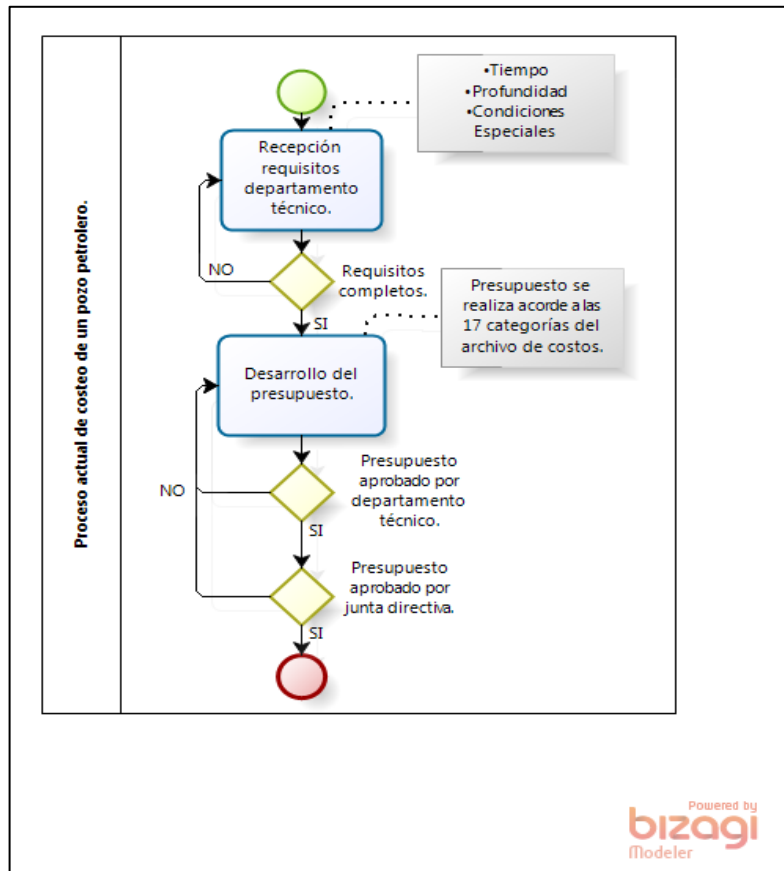 Proceso actual de costeo de un pozo petrolero.
•Tiempo
•Profundidad
•Condiciones
Especiales
Recepción
requisitos
departamento
técnico.
NO
Requisitos
completos.
SI
Presupuesto se
realiza acorde a las
17 categorías del
archivo de costos.
Desarrollo del
presupuesto.
NO
Presupuesto
aprobado por
departamento
técnico.
SI
Presupuesto
aprobado por
junta directiva.
SI
Powered by
bizagi
Modeler